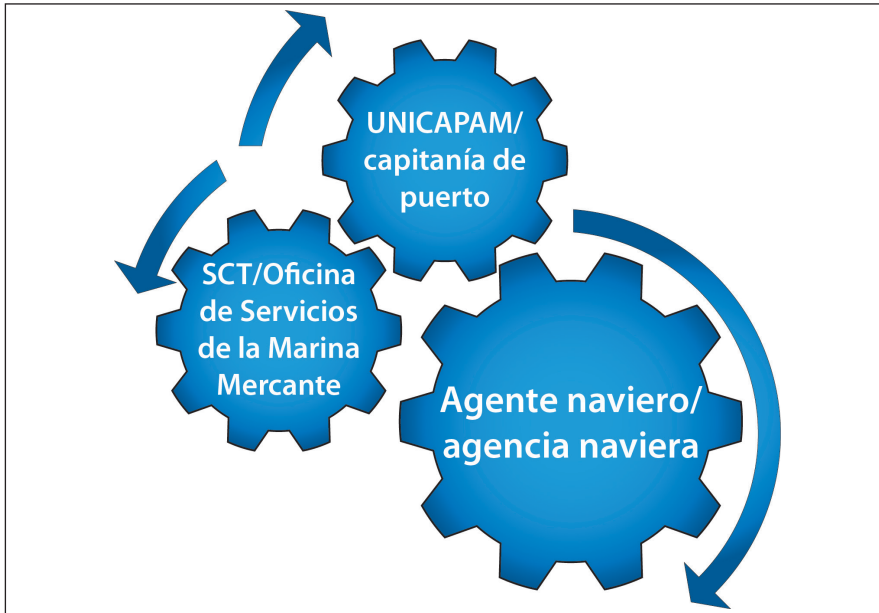 UNICAPAM/
capitanía de
puerto
SCT/Oficina
de Servicios
de la Marina
Mercante
Agente naviero/
agencia naviera